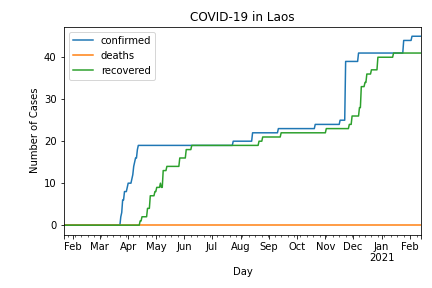 COVID-19 in Laos
confirmed
deaths
recovered
Number of Cases
40
30
20
10
0
Feb Mar Apr May Jun Jul Aug Sep Oct Nov Dec Jan Feb
2021
Day